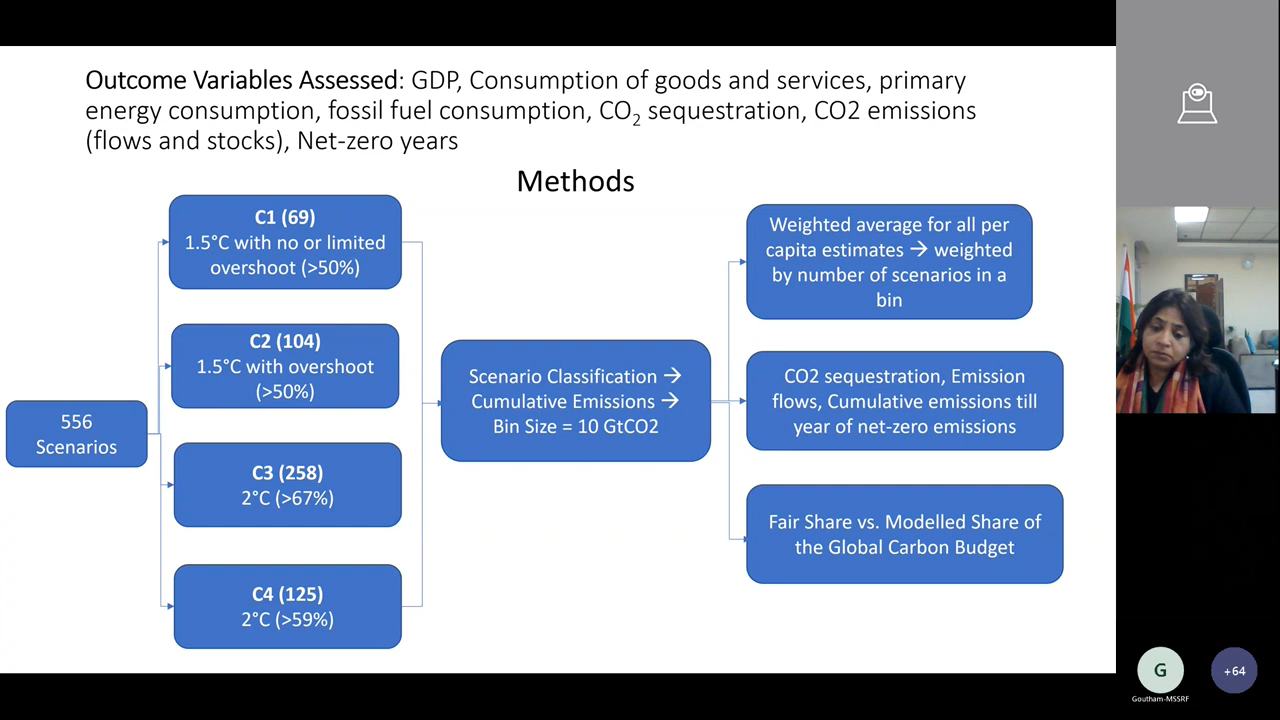 Outcome Variables Assessed: GDP, Consumption of goods and services, primary
energy consumption, fossil fuel consumption, CO₂ sequestration, CO2 emissions
(flows and stocks), Net-zero years
Methods
556
Scenarios
C1 (69)
1.5°C with no or limited
overshoot (>50%)
C2 (104)
1.5°C with overshoot
(>50%)
C3 (258)
2°C (>67%)
C4 (125)
2°C (>59%)
Scenario Classification →
Cumulative Emissions →
Bin Size = 10 GtCO2
Weighted average for all per
capita estimates → weighted
by number of scenarios in a
bin
CO2 sequestration, Emission
flows, Cumulative emissions till
year of net-zero emissions
Fair Share vs. Modelled Share of
the Global Carbon Budget
G
Goutham-MSSRF
+64